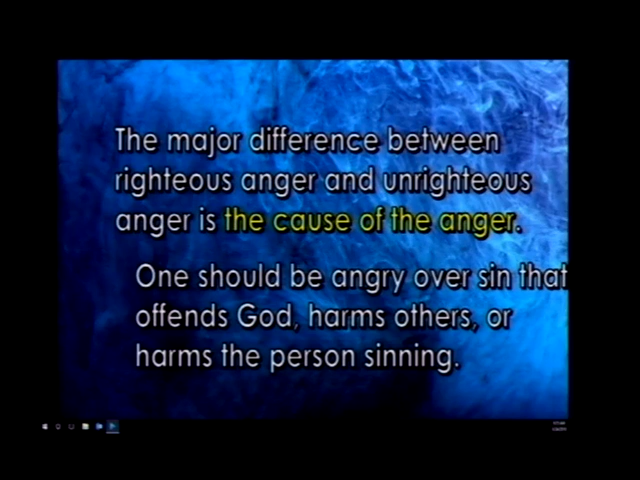 The major difference between
righteous anger and unrighteous
anger is the cause of the anger.
One should be angry over sin that
offends God, harms others, or
harms the person sinning.